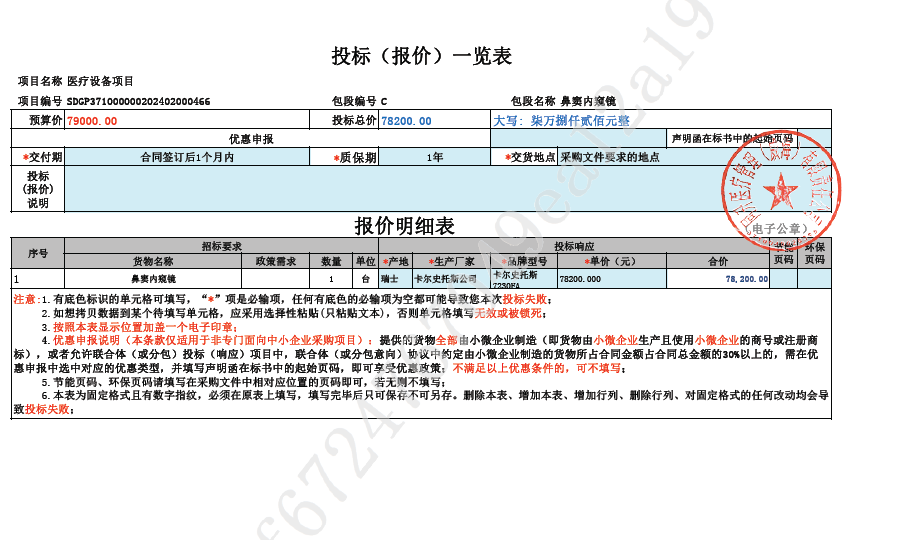 投标（报价）一览表
项目名称 医疗设备项目
项目编号 SDGP371000000202402000466 包段编号 C 包段名称 鼻窦内窥镜
预算价 79000.00 投标总价 78200.00 大写: 柒万捌仟贰佰元整
优惠申报 声明函在标书中的起始页码
*交付期 合同签订后1个月内 *质保期 1年 *交货地点 采购文件要求的地点
投标
(报价)
说明
（电子公章）
报价明细表
序号 招标要求 投标响应 节能页码 环保页码
货物名称 政策需求 数量 单位 *产地 *生产厂家 *品牌型号 *单价（元） 合价
1 鼻窦内窥镜 1 台 瑞士 卡尔史托斯公司 卡尔史托斯 7230FA 78200.000 78,200.00
注意:1.有底色标识的单元格可填写，“*”项是必输项，任何有底色的必输项为空都可能导致您本次投标失败；
2.如想拷贝数据到某个待填写单元格，应采用选择性粘贴(只粘贴文本)，否则单元格填写无效或被锁死；
3.按照本表显示位置加盖一个电子印章；
4.优惠申报说明（本条款仅适用于非专门面向中小企业采购项目）：提供的货物全部由小微企业制造（即货物由小微企业生产且使用小微企业的商号或注册商
标），或者允许联合体（或分包）投标（响应）项目中，联合体（或分包意向）协议中约定由小微企业制造的货物所占合同金额占合同总金额的30%以上的，需在优
惠申报中选中对应的优惠类型，并填写声明函在标书中的起始页码，即可享受优惠政策；不满足以上优惠条件的，可不填写；
5.节能页码、环保页码请填写在采购文件中相对应位置的页码即可，若无则不填写；
6.本表为固定格式且有数字指纹，必须在原表上填写，填写完毕后只可保存不可另存。删除本表、增加本表、增加行列、删除行列、对固定格式的任何改动均会导
致投标失败；